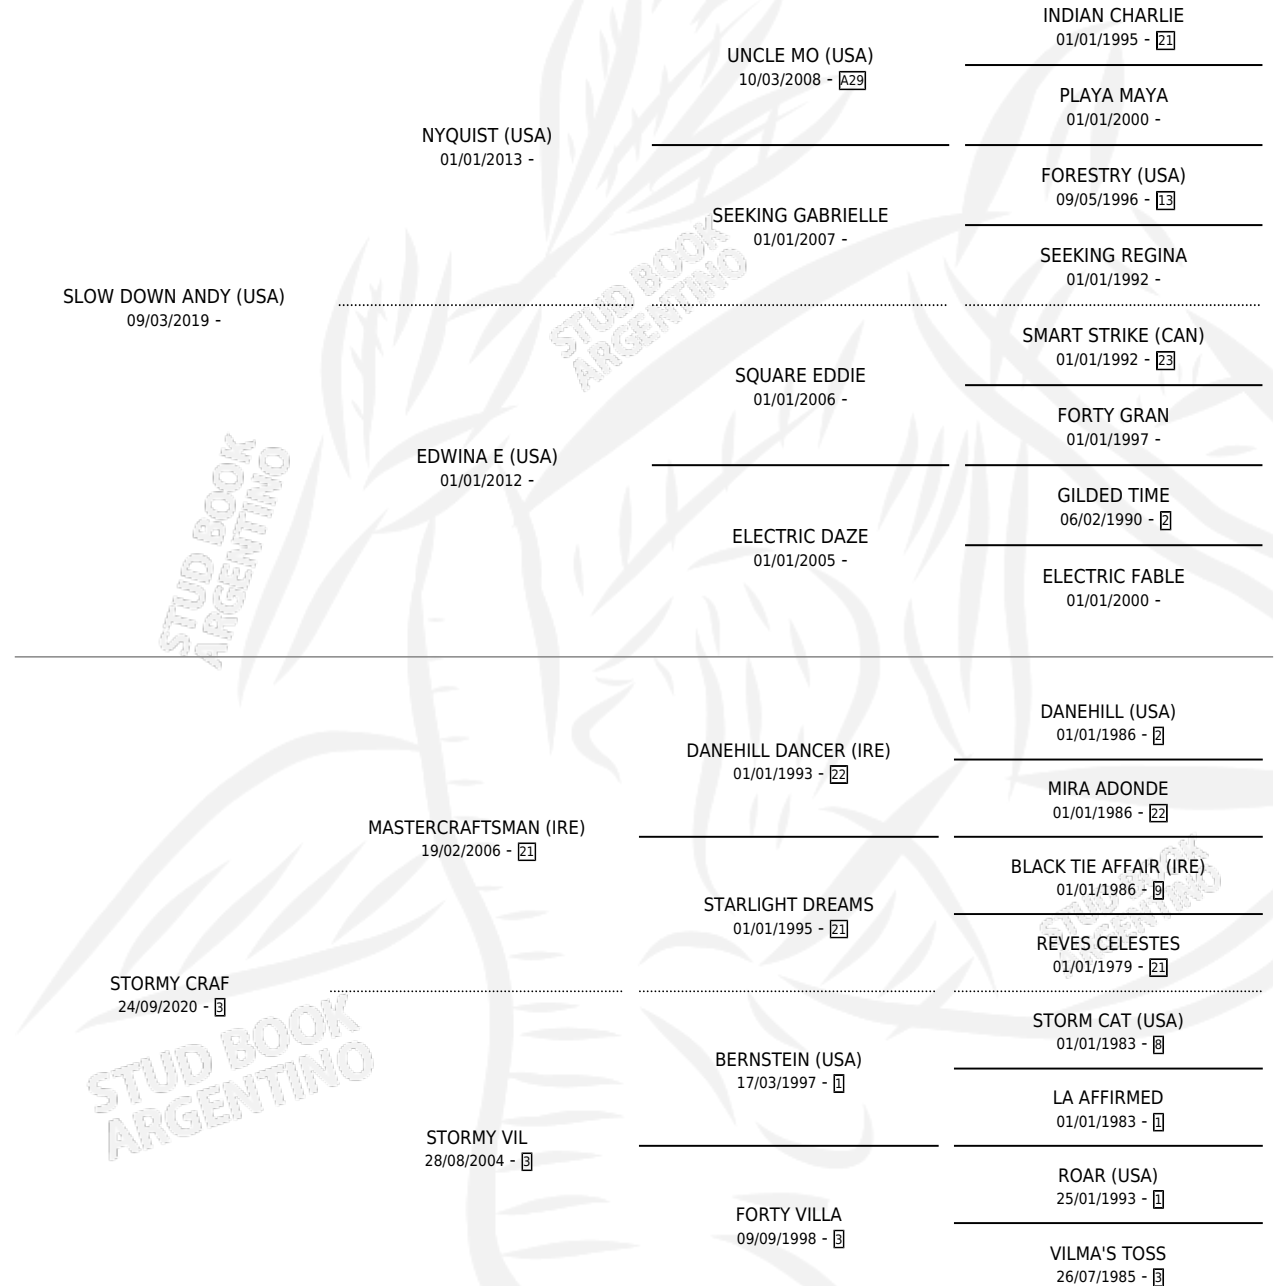 INDIAN CHARLIE
01/01/1995 - 21
UNCLE MO (USA)
10/03/2008 - A29
PLAYA MAYA
01/01/2000 -
NYQUIST (USA)
01/01/2013 -
FORESTRY (USA)
09/05/1996 - 13
SEEKING GABRIELLE
01/01/2007 -
SEEKING REGINA
01/01/1992 -
SLOW DOWN ANDY (USA)
09/03/2019 -
SMART STRIKE (CAN)
01/01/1992 - 23
SQUARE EDDIE
01/01/2006 -
FORTY GRAN
01/01/1997 -
EDWINA E (USA)
01/01/2012 -
GILDED TIME
06/02/1990 - 2
ELECTRIC DAZE
01/01/2005 -
ELECTRIC FABLE
01/01/2000 -
DANEHILL (USA)
01/01/1986 - 2
DANEHILL DANCER (IRE)
01/01/1993 - 22
MIRA ADONDE
01/01/1986 - 22
MASTERCRAFTSMAN (IRE)
19/02/2006 - 21
BLACK TIE AFFAIR (IRE)
01/01/1986 - 9
STARLIGHT DREAMS
01/01/1995 - 21
REVES CELESTES
01/01/1979 - 21
STORMY CRAF
24/09/2020 - 3
STORM CAT (USA)
01/01/1983 - 8
BERNSTEIN (USA)
17/03/1997 - 1
LA AFFIRMED
01/01/1983 - 1
STORMY VIL
28/08/2004 - 3
ROAR (USA)
25/01/1993 - 1
FORTY VILLA
09/09/1998 - 3
VILMA'S TOSS
26/07/1985 - 3
STUD BOOK
ARGENTINO
STUD BOOK
ARGENTINO
STUD BOOK
ARGENTINO
STUD BOOK
ARGENTINO